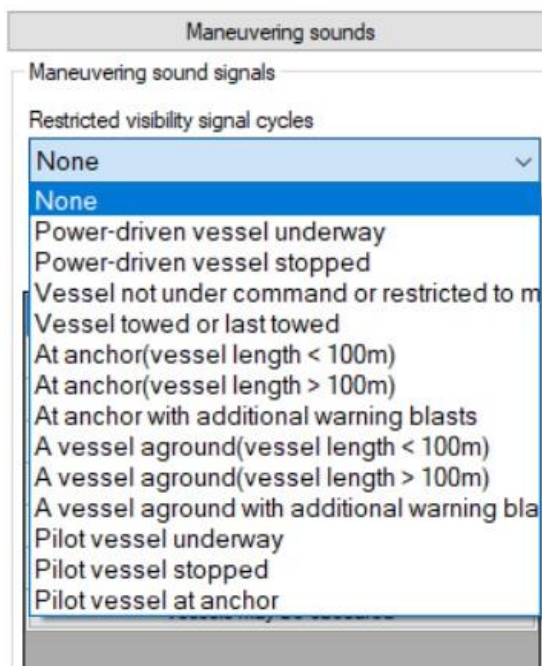 Maneuvering sounds
Maneuvering sound signals
Restricted visibility signal cycles
None
None
Power-driven vessel underway
Power-driven vessel stopped
Vessel not under command or restricted to m
Vessel towed or last towed
At anchor(vessel length < 100m)
At anchor(vessel length > 100m)
At anchor with additional warning blasts
A vessel aground(vessel length < 100m)
A vessel aground(vessel length > 100m)
A vessel aground with additional warning bla
Pilot vessel underway
Pilot vessel stopped
Pilot vessel at anchor